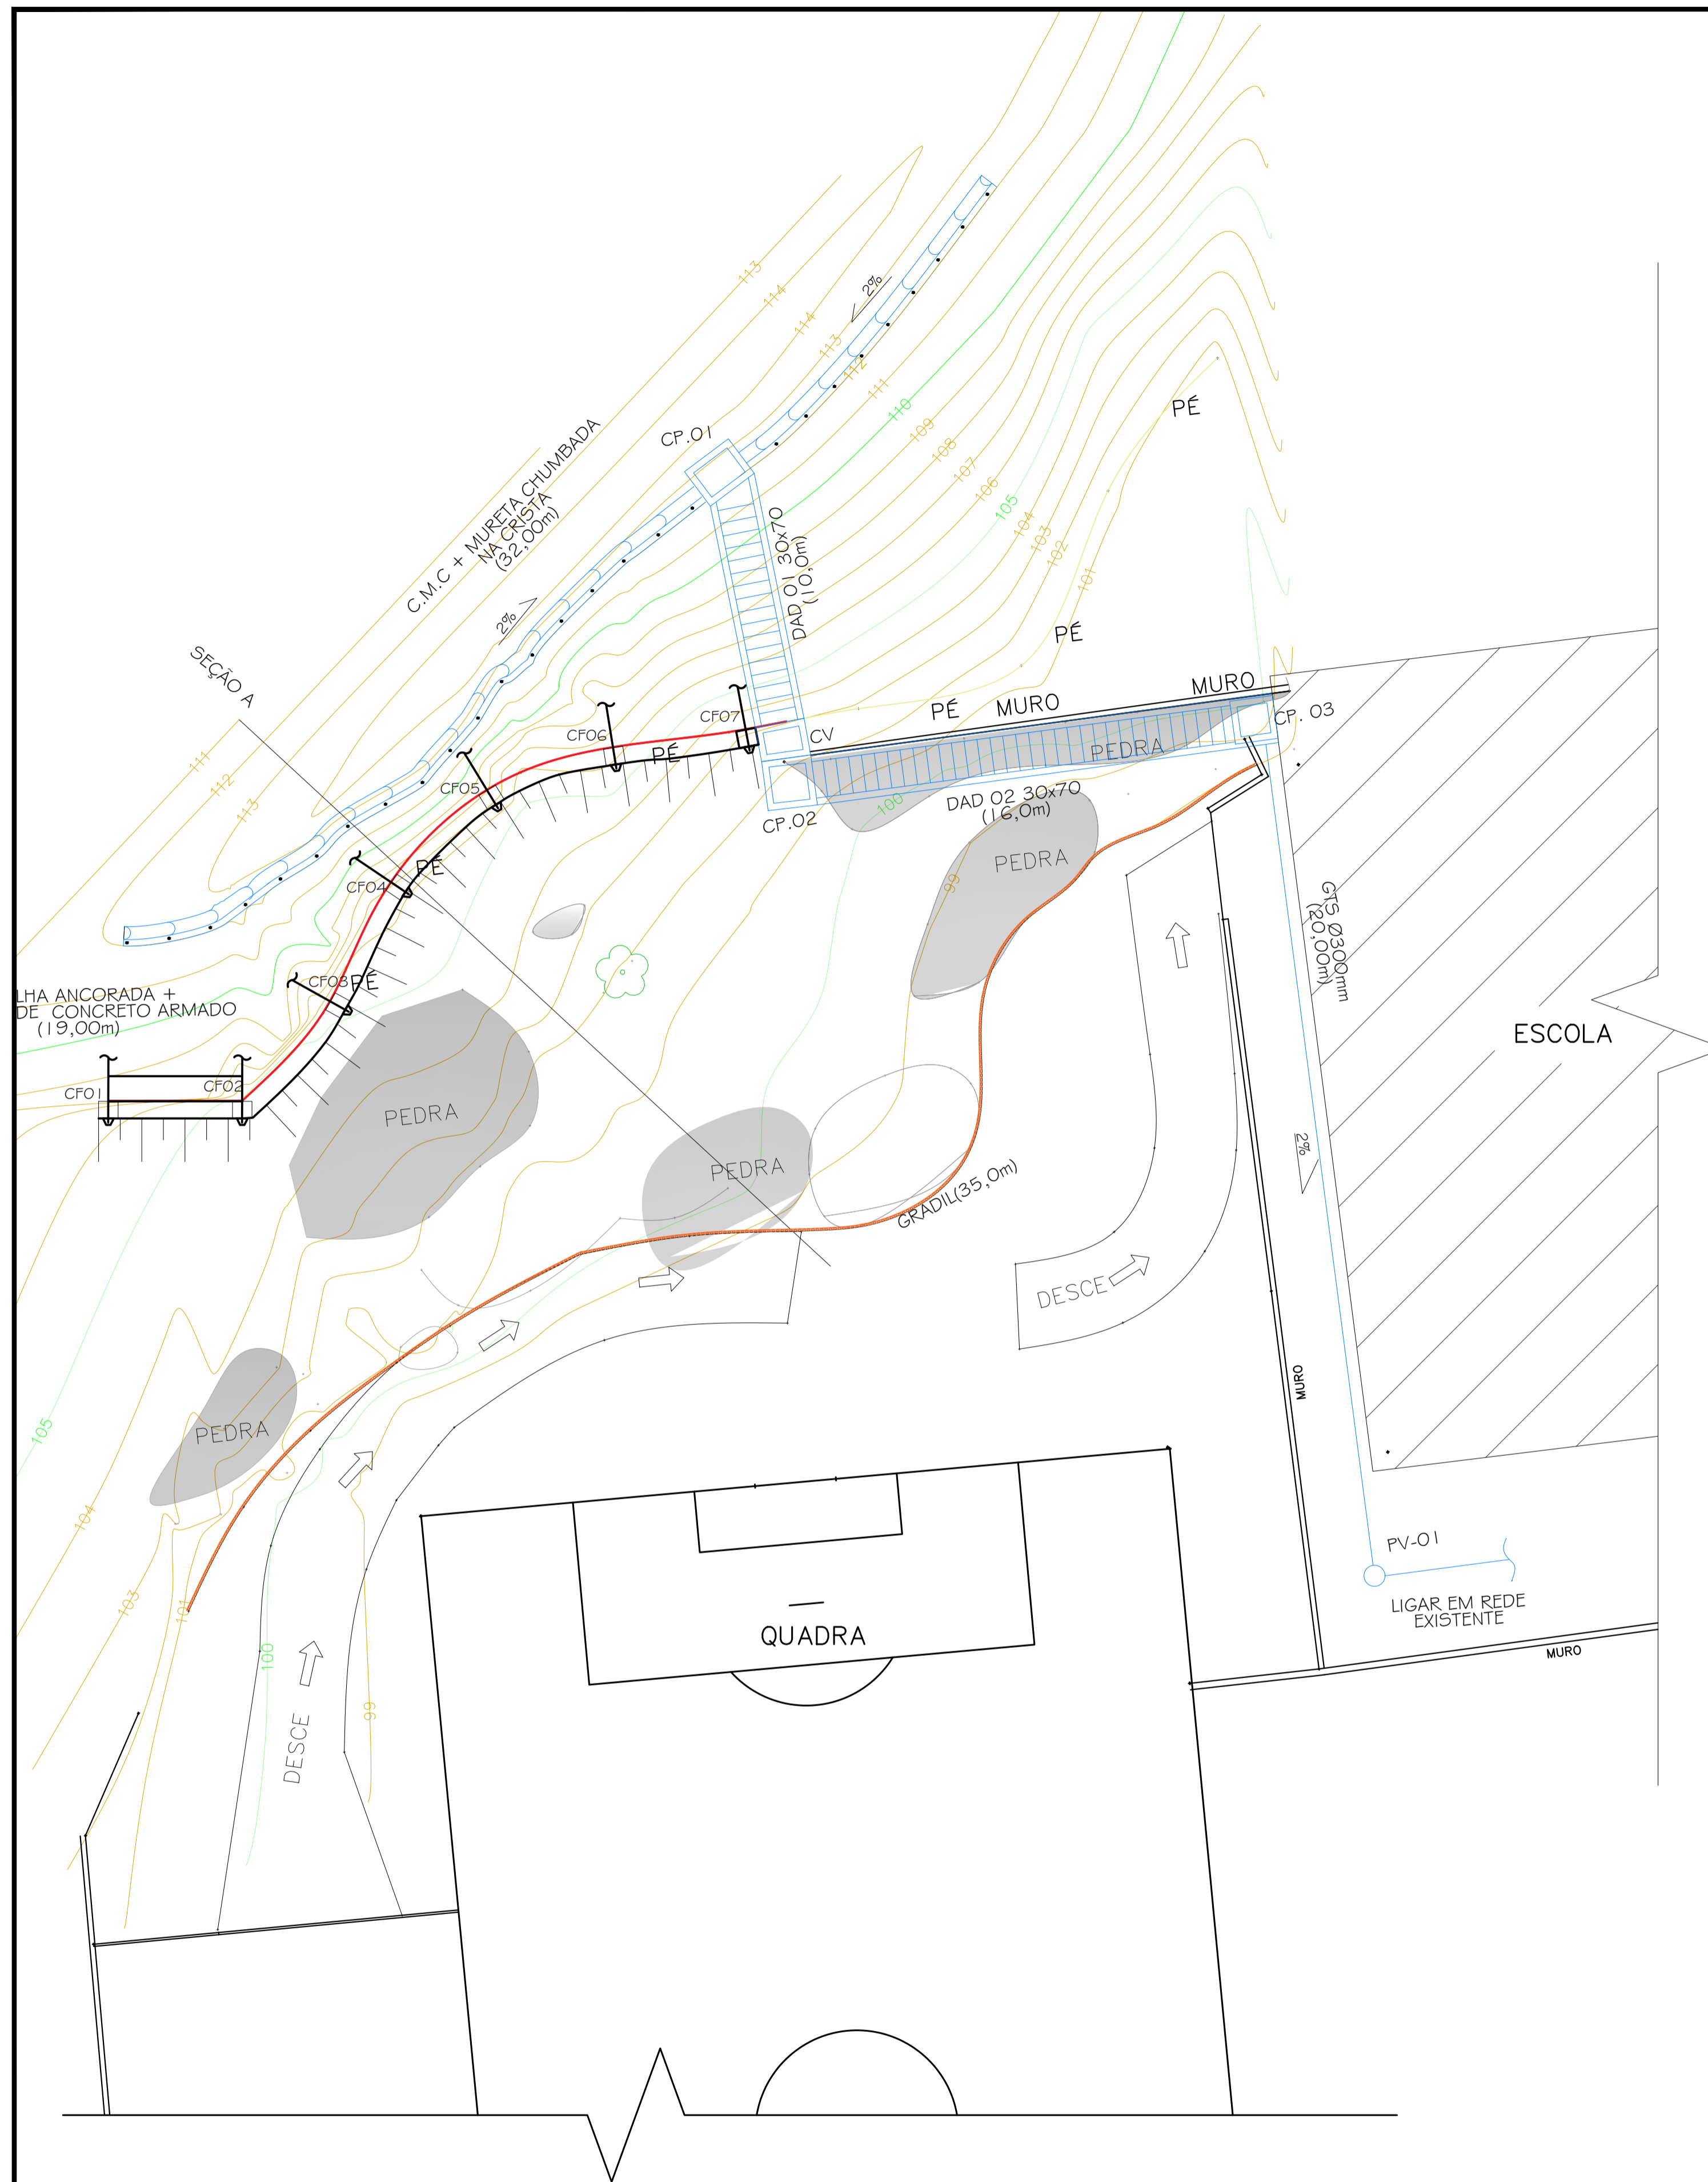 113
114
114
113
112
111
110
109
108
107
106
105
104
103
102
101
2%
PÉ
CP.01
C.M.C + MURETA CHUMBADA
NA CRISTA
(32,00m)
DAD 01 30x70
(10,0m)
2%
PÉ
SEÇÃO A
MURO
PÉ
MURO
CP. 03
CF07
CF06
CV
PÉ
PEDRA
111
112
113
CF05
100
DAD 02 30x70
(16,0m)
CP.02
PEDRA
PÉ
CF04
99
GTS Ø300mm
(20,00m)
CF03
PÉ
LHA ANCORADA +
DE CONCRETO ARMADO
(19,00m)
ESCOLA
CF01
CF02
PEDRA
2%
PEDRA
GRADIL(35,0m)
DESCE
MURO
105
PEDRA
104
PV-01
103
101
LIGAR EM REDE
EXISTENTE
QUADRA
100
MURO
99
DESCE